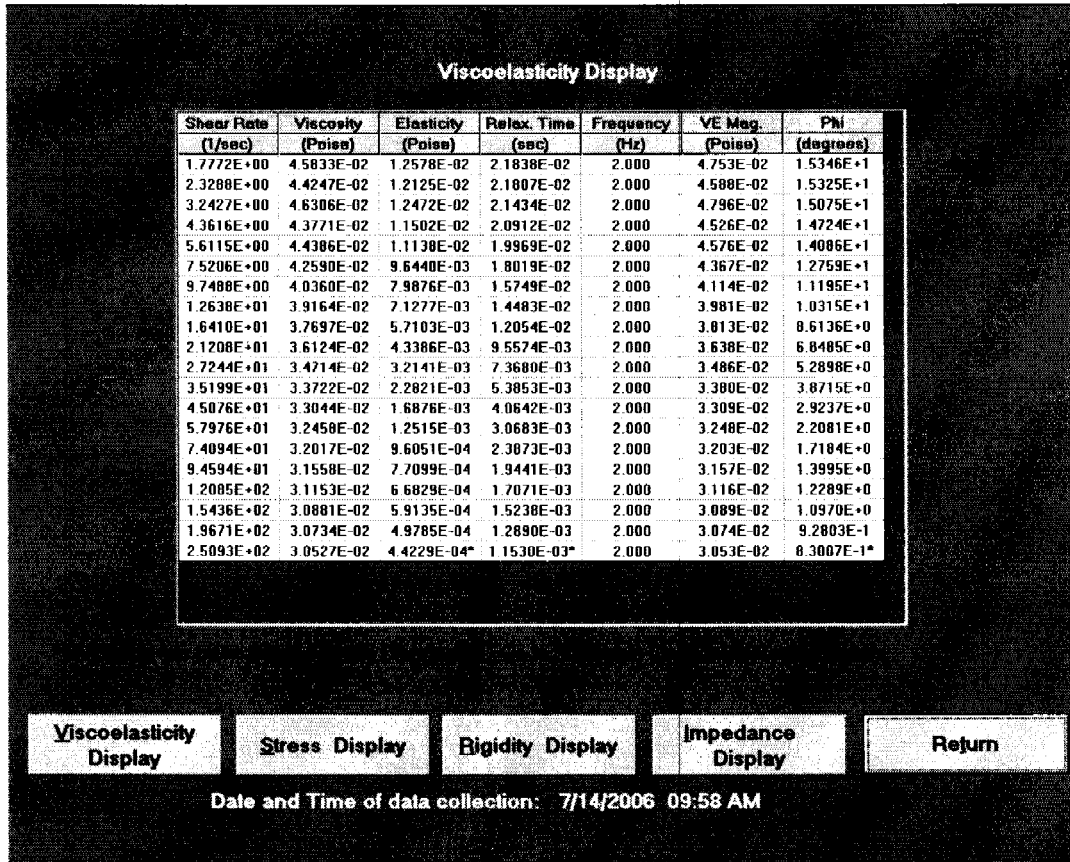 Viscoelasticity Display
Shear Rate Viscosity Elasticity Relax. Time Frequency VE Mag. Phi
(1/sec) (Poise) (Poise) (sec) (Hz) (Poise) (degrees)
1.7772E+00 4.5833E-02 1.2578E-02 2.1838E-02 2.000 4.753E-02 1.5346E+1
2.3288E+00 4.4247E-02 1.2125E-02 2.1807E-02 2.000 4.588E-02 1.5325E+1
3.2427E+00 4.6306E-02 1.2472E-02 2.1434E-02 2.000 4.796E-02 1.5075E+1
4.3616E+00 4.3771E-02 1.1502E-02 2.0912E-02 2.000 4.526E-02 1.4724E+1
5.6115E+00 4.4386E-02 1.1138E-02 1.9969E-02 2.000 4.576E-02 1.4086E+1
7.5206E+00 4.2590E-02 9.6440E-03 1.8019E-02 2.000 4.367E-02 1.2759E+1
9.7488E+00 4.0360E-02 7.9876E-03 1.5749E-02 2.000 4.114E-02 1.1195E+1
1.2638E+01 3.9164E-02 7.1277E-03 1.4483E-02 2.000 3.981E-02 1.0315E+1
1.6410E+01 3.7697E-02 5.7103E-03 1.2054E-02 2.000 3.813E-02 8.6136E+0
2.1208E+01 3.6124E-02 4.3386E-03 9.5574E-03 2.000 3.638E-02 6.8485E+0
2.7244E+01 3.4714E-02 3.2141E-03 7.3680E-03 2.000 3.486E-02 5.2898E+0
3.5199E+01 3.3722E-02 2.2821E-03 5.3853E-03 2.000 3.380E-02 3.8715E+0
4.5076E+01 3.3044E-02 1.6876E-03 4.0642E-03 2.000 3.309E-02 2.9237E+0
5.7976E+01 3.2458E-02 1.2515E-03 3.0683E-03 2.000 3.248E-02 2.2081E+0
7.4094E+01 3.2017E-02 9.6051E-04 2.3873E-03 2.000 3.203E-02 1.7184E+0
9.4594E+01 3.1558E-02 7.7099E-04 1.9441E-03 2.000 3.157E-02 1.3995E+0
1.2085E+02 3.1153E-02 6.6829E-04 1.7071E-03 2.000 3.116E-02 1.2289E+0
1.5436E+02 3.0881E-02 5.9135E-04 1.5238E-03 2.000 3.089E-02 1.0970E+0
1.9671E+02 3.0734E-02 4.9785E-04 1.2890E-03 2.000 3.074E-02 9.2803E-1
2.5093E+02 3.0527E-02 4.4229E-04* 1.1530E-03* 2.000 3.053E-02 8.3007E-1*
Viscoelasticity Display
Stress Display
Rigidity Display
Impedance Display
Return
Date and Time of data collection: 7/14/2006 09:58 AM